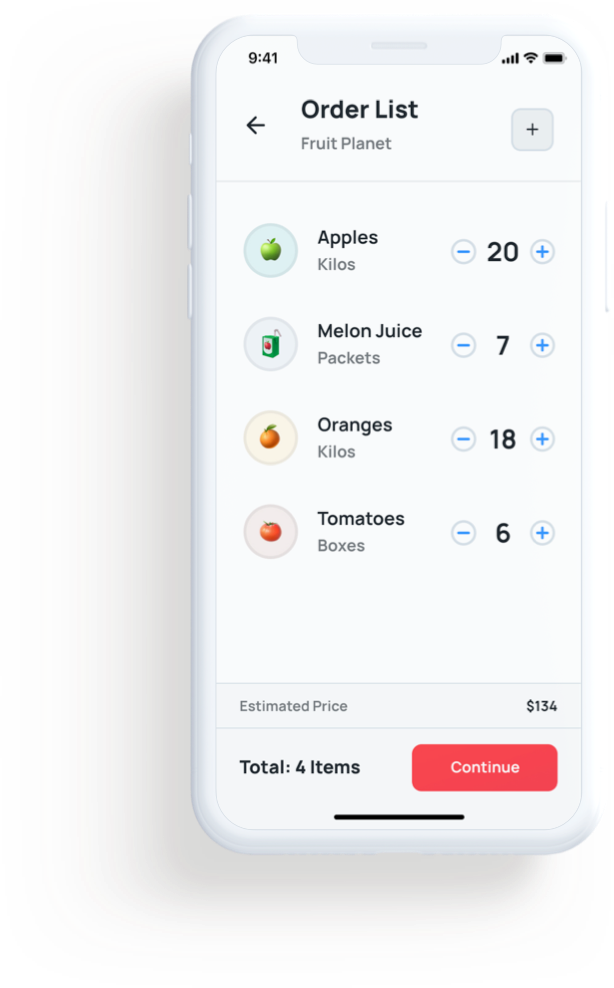 9:41
Order List
Fruit Planet
+
Apples
Kilos
20
Melon Juice
Packets
7
Oranges
Kilos
18
Tomatoes
Boxes
6
Estimated Price $134
Total: 4 Items Continue